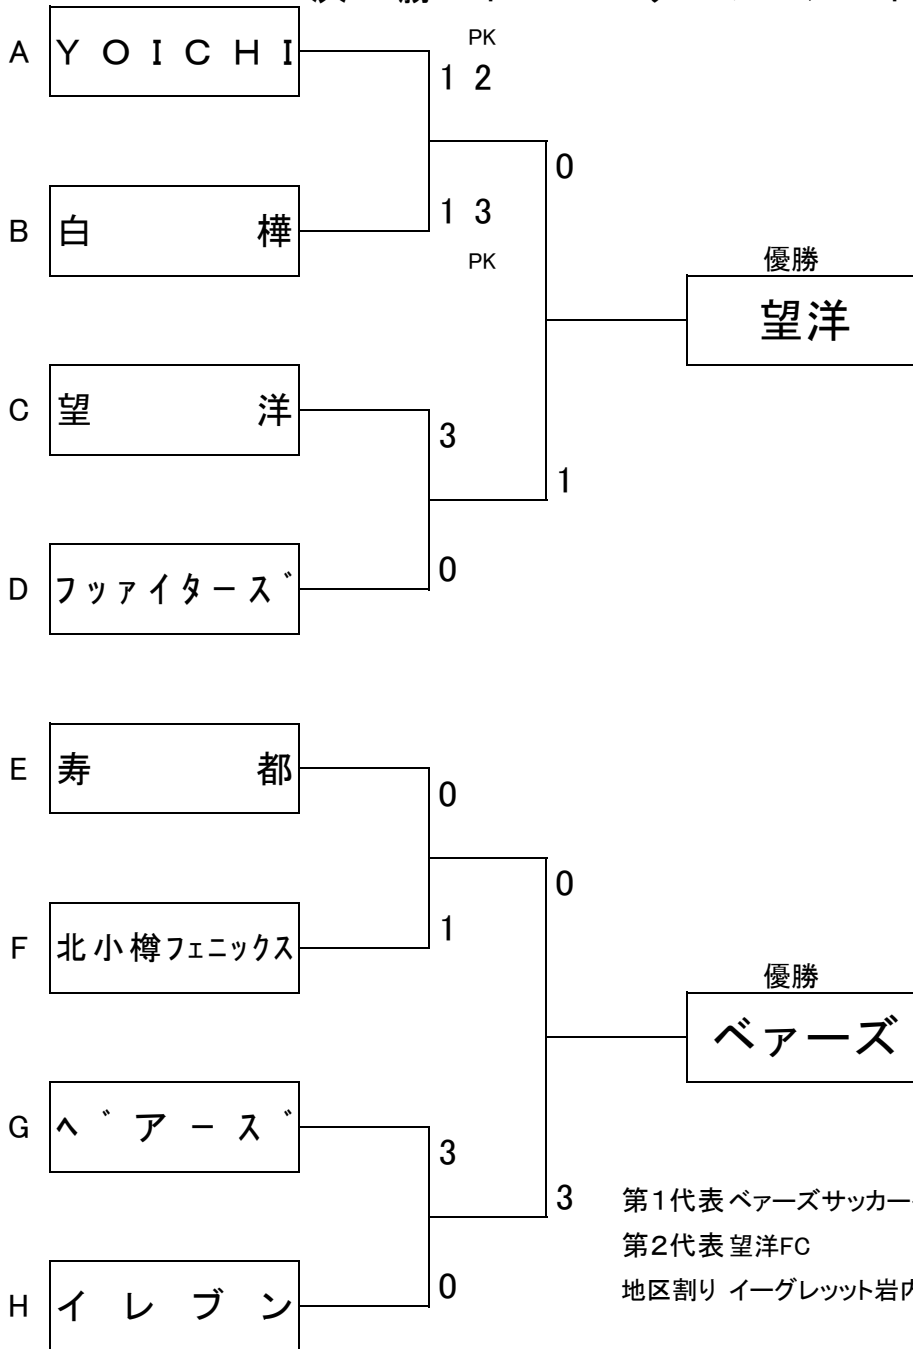 PK
A ＹＯＩＣＨＩ
1 2
0
B 白樺
1 3
PK
優勝
望洋
C 望洋
3
1
D フッァイターズ
0
E 寿都
0
0
F 北小樽フェニックス
1
優勝
ベァーズ
G ベアーズ
3
3 第1代表 ベァーズサッカー
第2代表 望洋FC
H イレブン
0
地区割り イーグレッット岩内